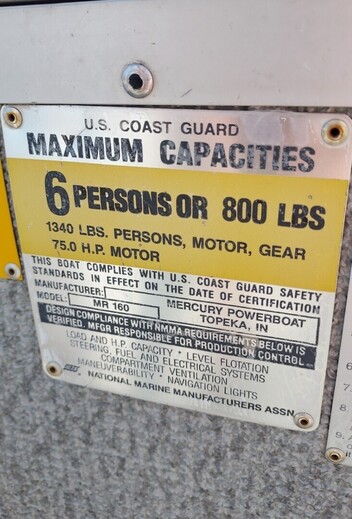 U.S. COAST GUARD
MAXIMUM CAPACITIES
6 PERSONS OR 800 LBS
1340 LBS. PERSONS, MOTOR, GEAR
75.0 H.P. MOTOR
THIS BOAT COMPLIES WITH U.S. COAST GUARD SAFETY
STANDARDS IN EFFECT ON THE DATE OF CERTIFICATION
MANUFACTURER:
MODEL: MR 160 MERCURY POWERBOAT
TOPEKA, IN
DESIGN COMPLIANCE WITH NMMA REQUIREMENTS BELOW IS
VERIFIED. MFGR RESPONSIBLE FOR PRODUCTION CONTROL
LOAD AND H.P. CAPACITY * LEVEL FLOTATION
STEERING, FUEL AND ELECTRICAL SYSTEMS
COMPARTMENT VENTILATION
MANEUVERABILITY * NAVIGATION LIGHTS
NATIONAL MARINE MANUFACTURERS ASSN.